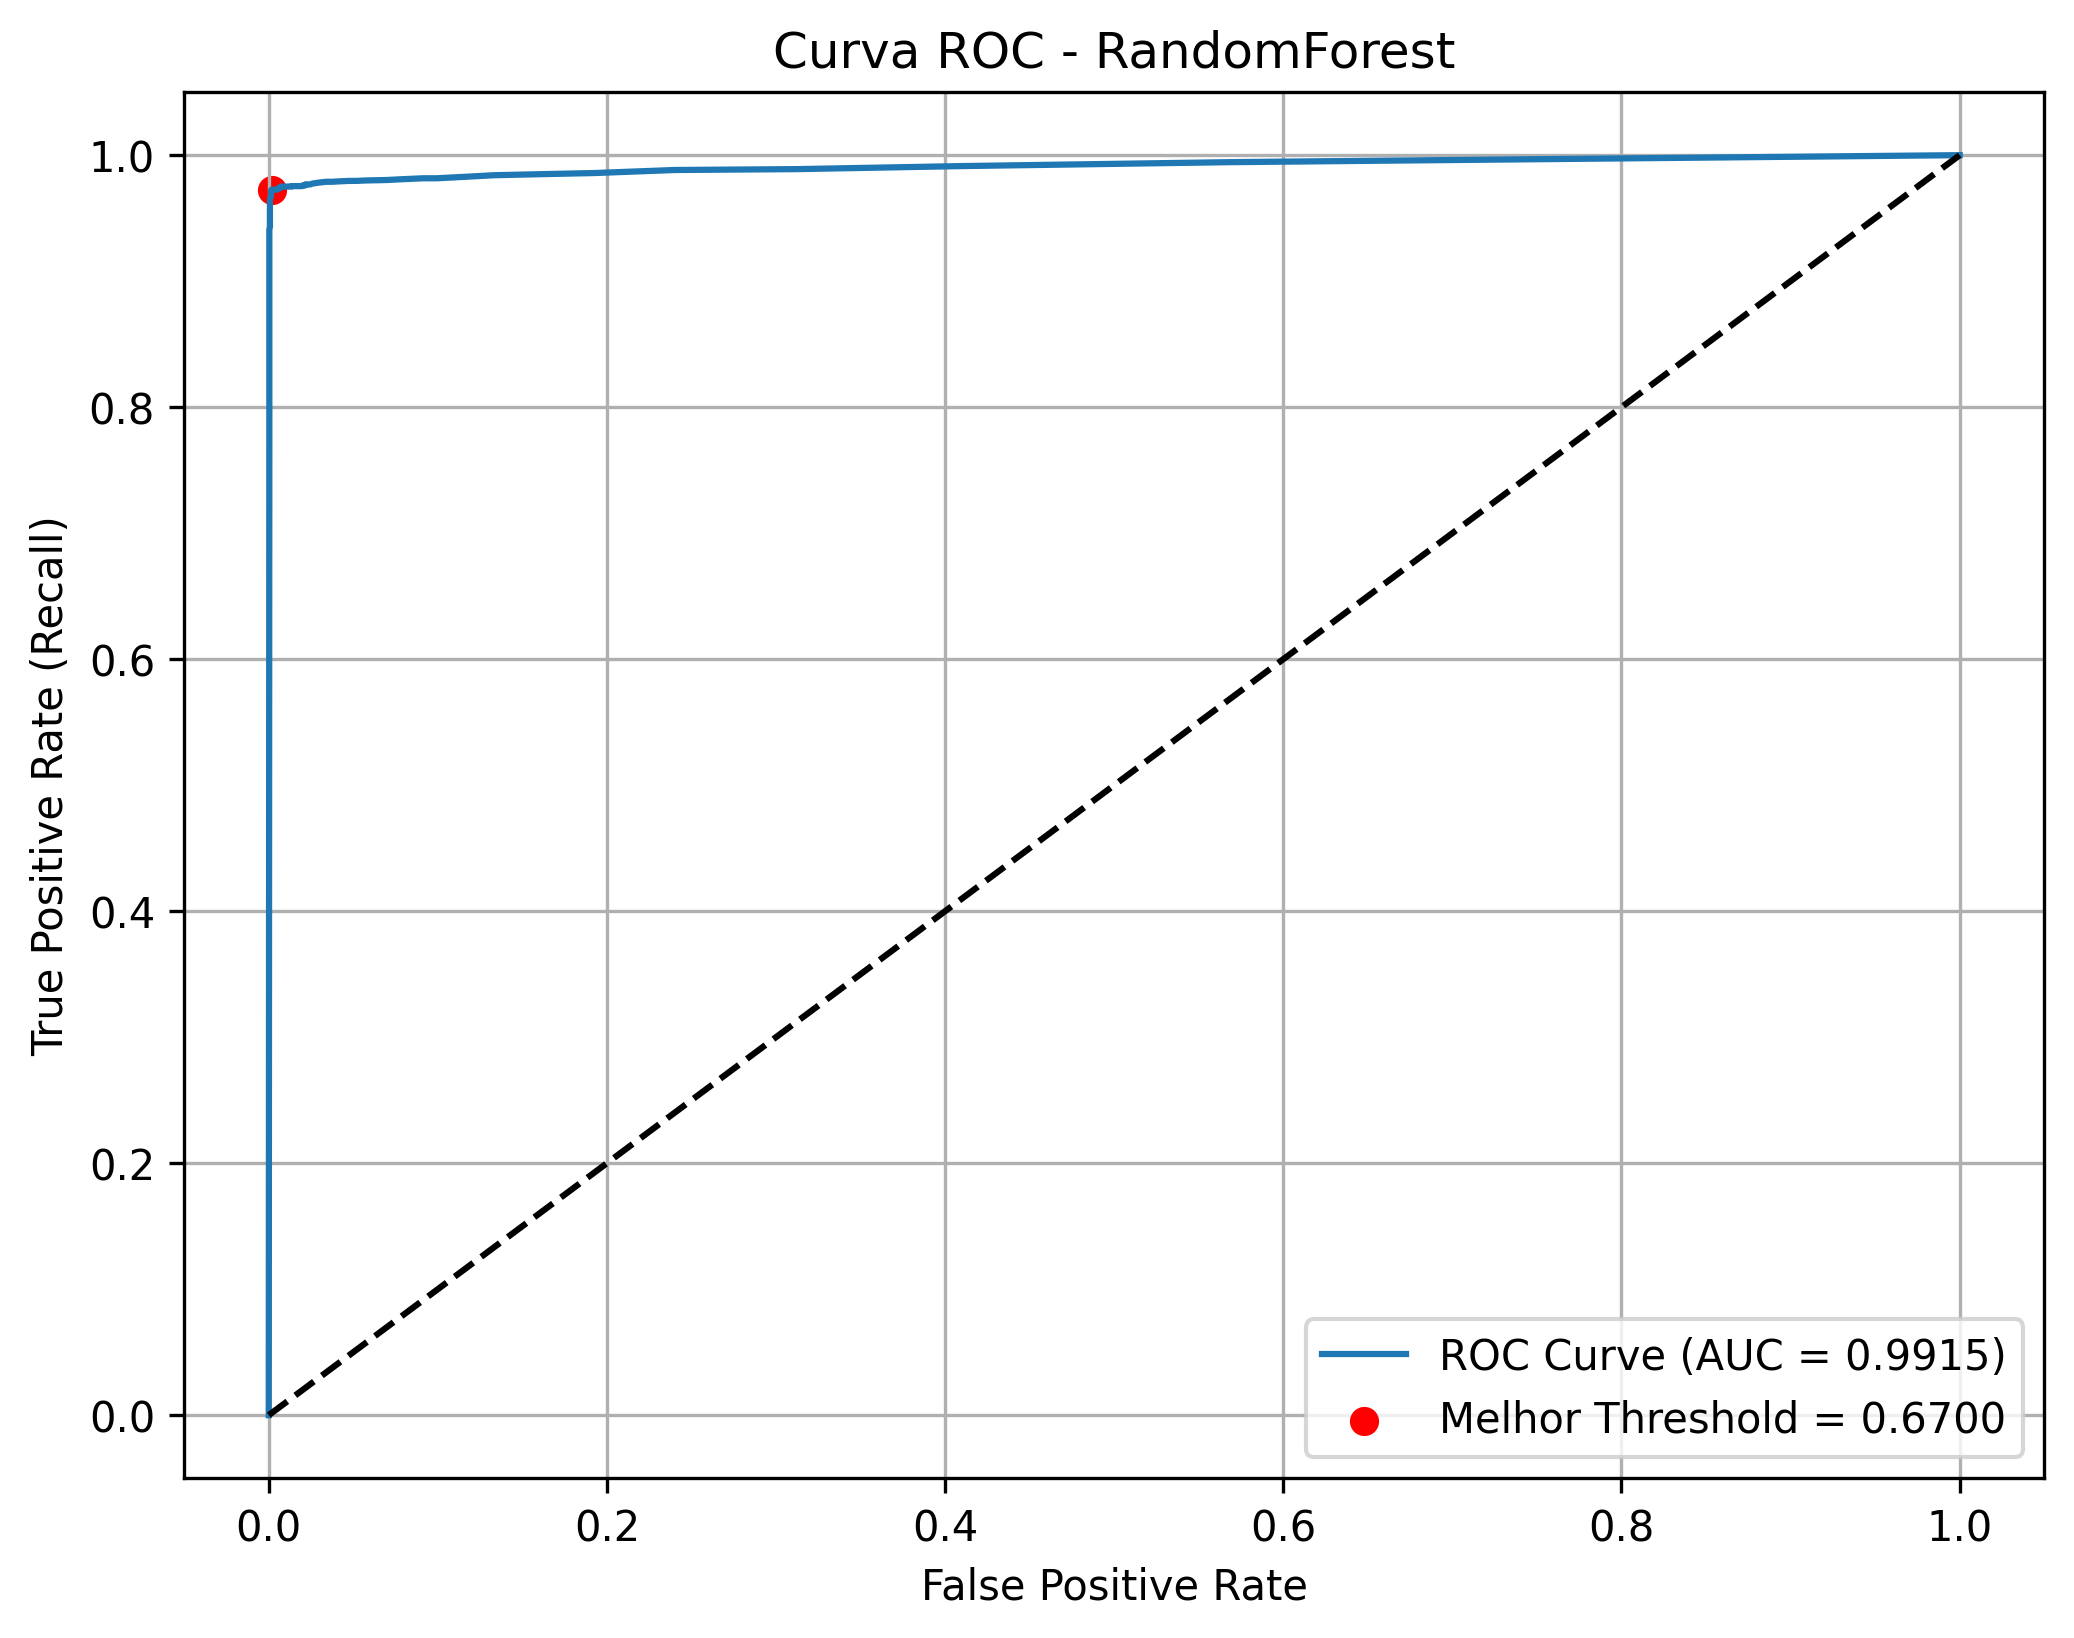 Curva ROC - RandomForest
True Positive Rate (Recall)
1.0
0.8
0.6
0.4
0.2
0.0
ROC Curve (AUC = 0.9915)
Melhor Threshold = 0.6700
0.0 0.2 0.4 0.6 0.8 1.0
False Positive Rate